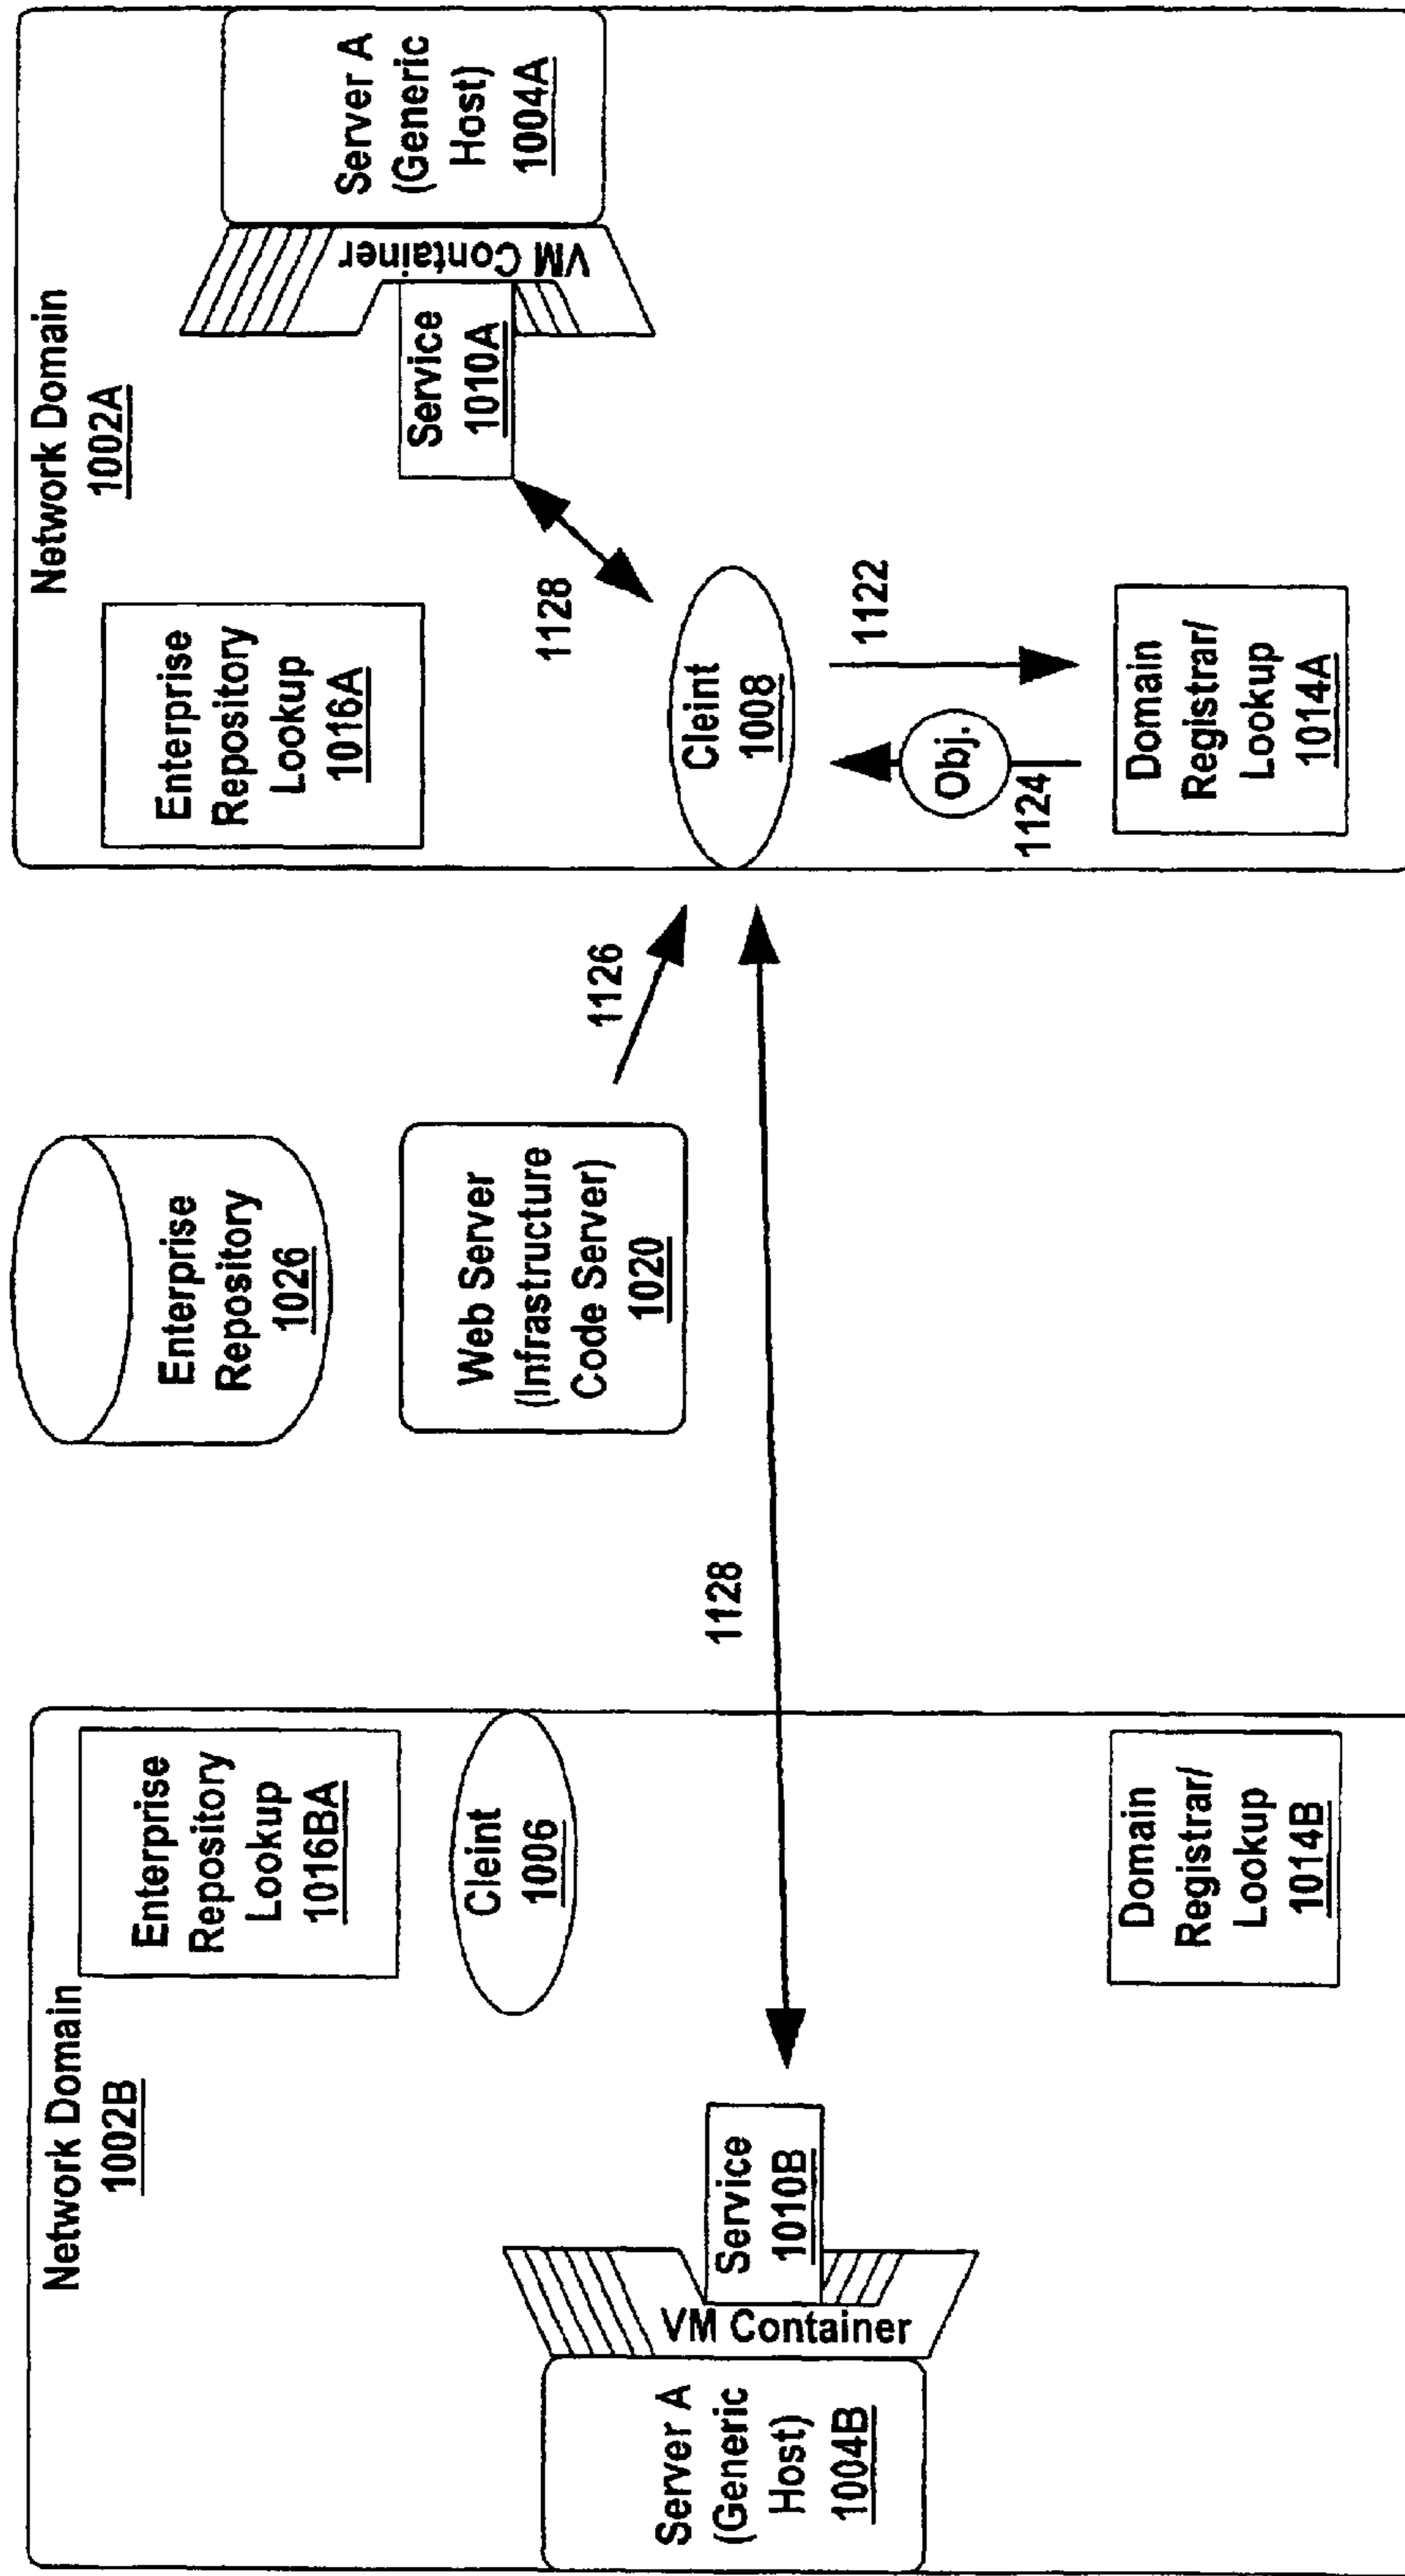 Network Domain
1002B
Enterprise
Repository
Lookup
1016BA
Cleint
1006
Service
1010B
VM Container
Server A
(Generic
Host)
1004B
Domain
Registrar/
Lookup
1014B
Enterprise
Repository
1026
Web Server
(Infrastructure
Code Server)
1020
1126
1128
Network Domain
1002A
Enterprise
Repository
Lookup
1016A
Server A
(Generic
Host)
1004A
VM Container
Service
1010A
1128
Cleint
1008
1122
Obj.
1124
Domain
Registrar/
Lookup
1014A